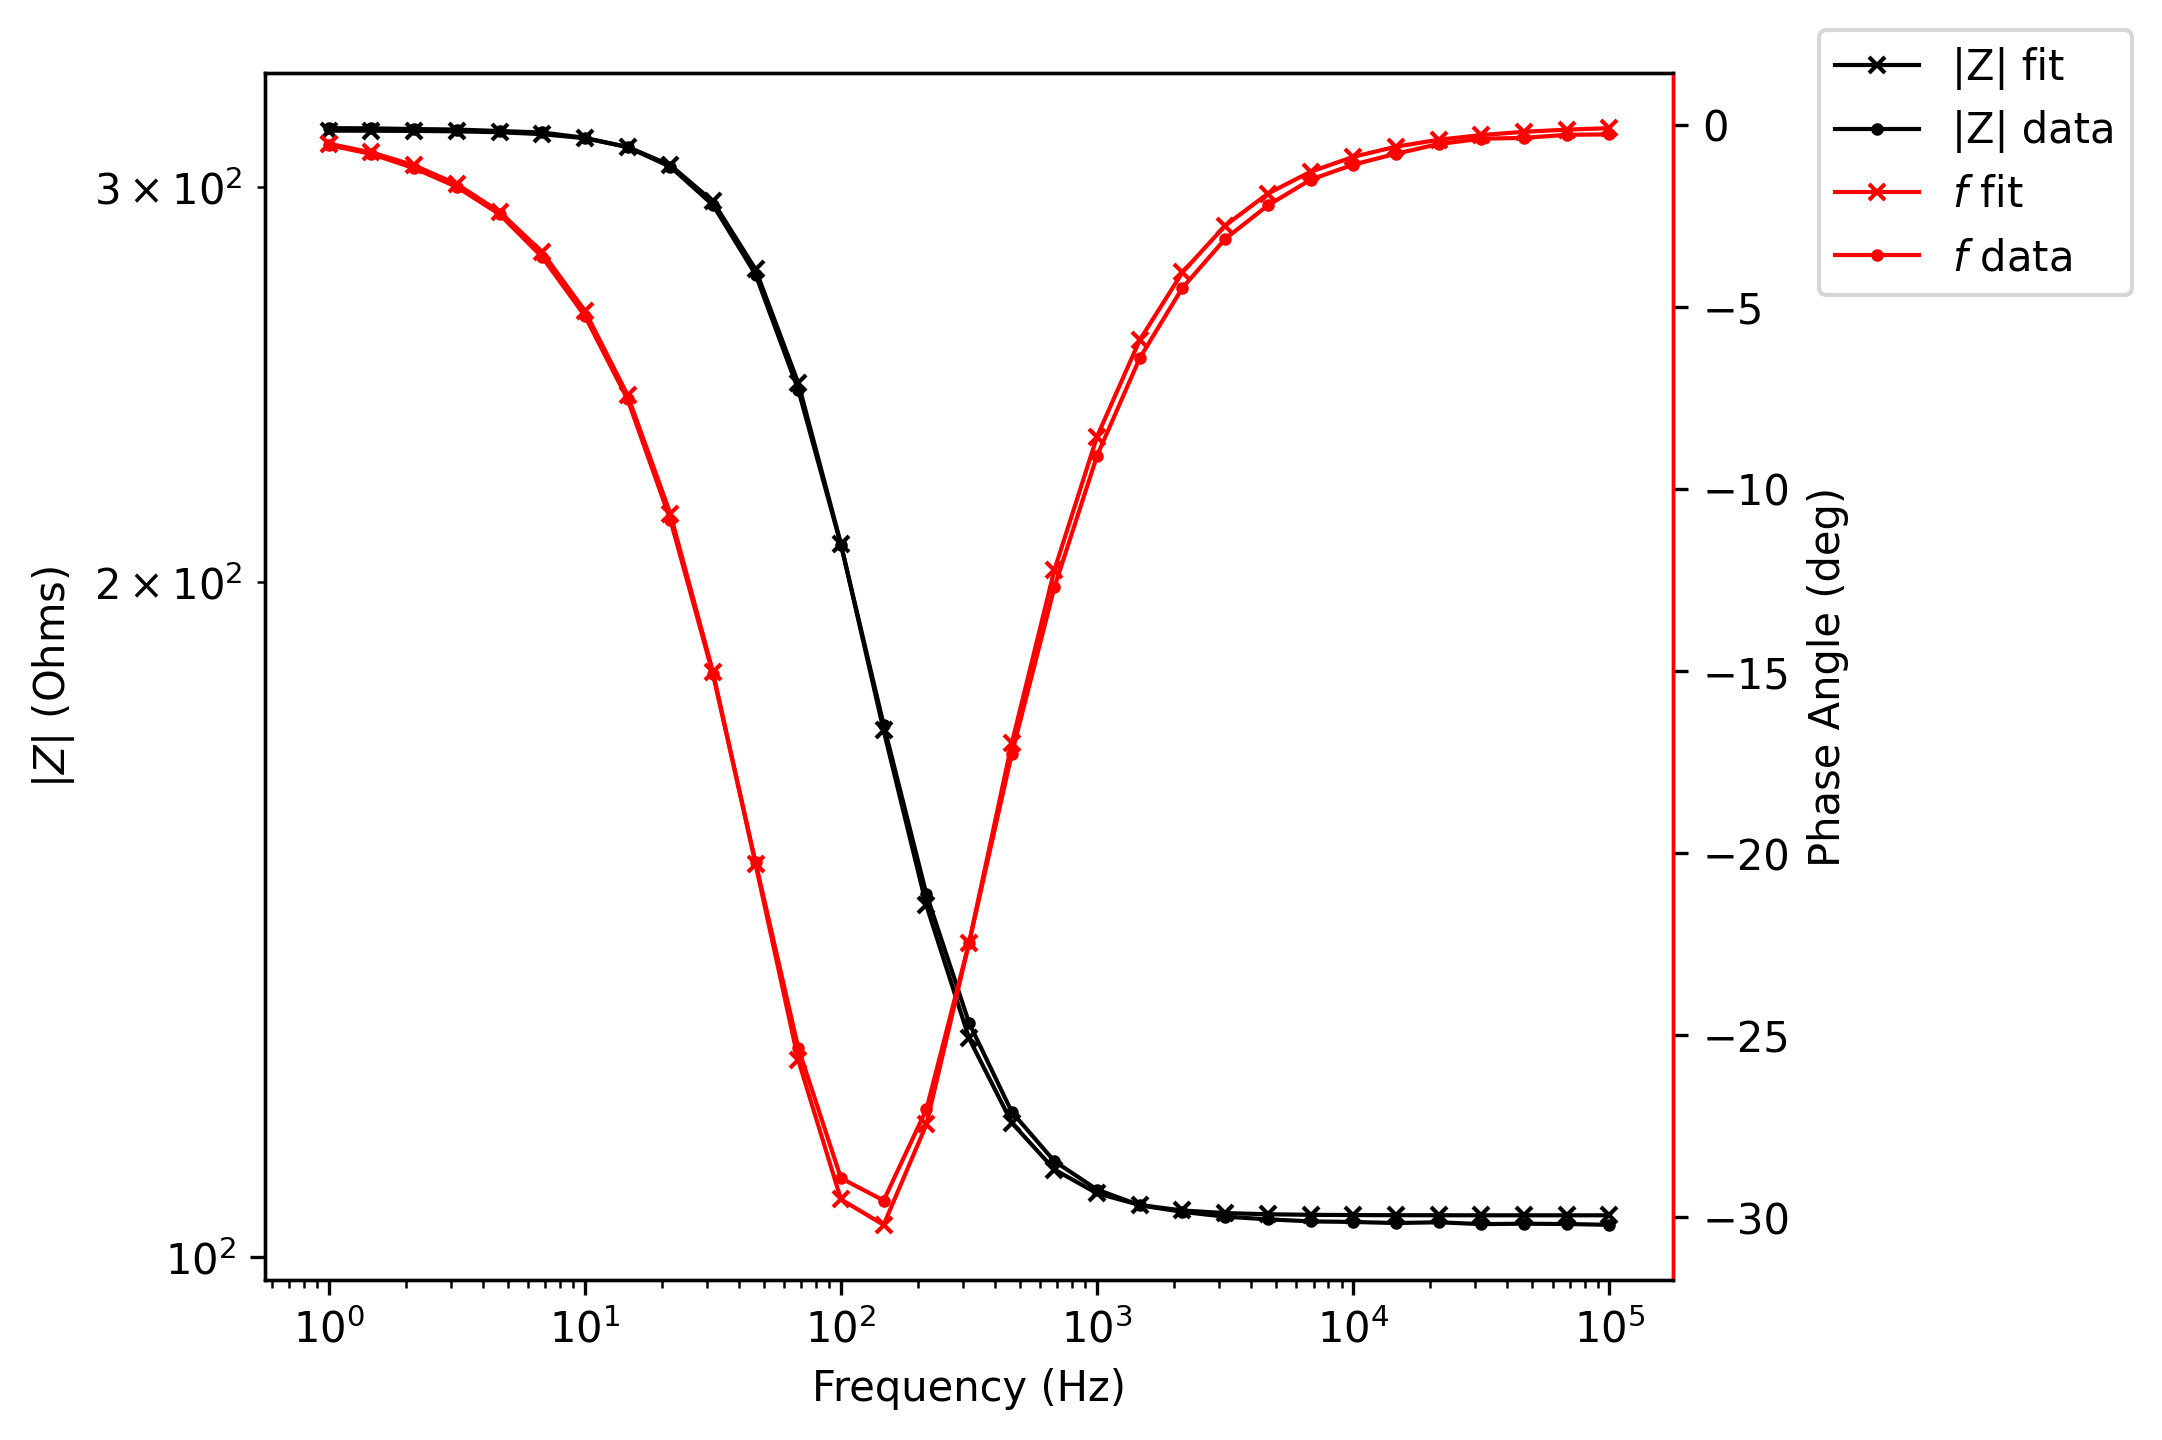 |Z| fit
|Z| data
f fit
f data
3 × 10²
2 × 10²
10²
|Z| (Ohms)
0
−5
−10
−15
−20
−25
−30
Phase Angle (deg)
10⁰ 10¹ 10² 10³ 10⁴ 10⁵
Frequency (Hz)